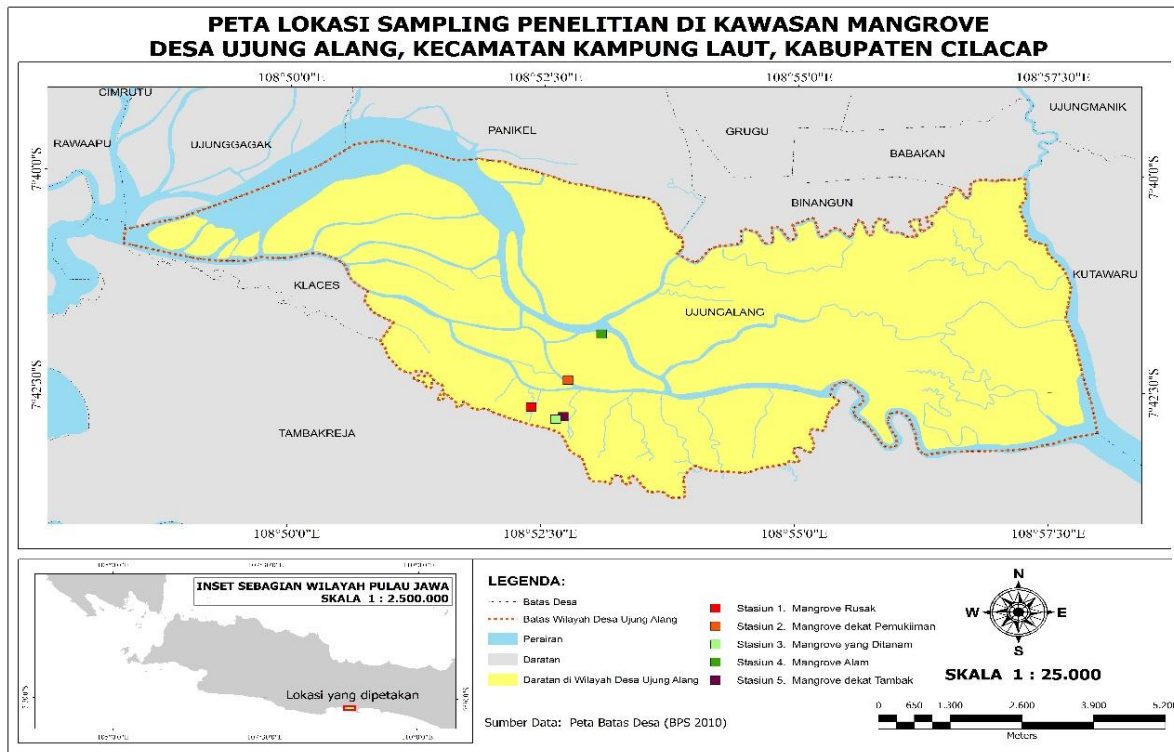 PETA LOKASI SAMPLING PENELITIAN DI KAWASAN MANGROVE
DESA UJUNG ALANG, KECAMATAN KAMPUNG LAUT, KABUPATEN CILACAP
108°50'0"E 108°52'30"E 108°55'0"E 108°57'30"E
CIMRUTU
UJUNGMANIK
RAWAAPU
UJUNGGAGAK
PANIKEL
GRUGU
BABAKAN
7°40'0"S 7°40'0"S
BINANGUN
KLACES
KUTAWARU
UJUNGALANG
7°42'30"S 7°42'30"S
TAMBAKREJA
108°50'0"E 108°52'30"E 108°55'0"E 108°57'30"E
INSET SEBAGIAN WILAYAH PULAU JAWA
SKALA 1 : 2.500.000
Lokasi yang dipetakan
LEGENDA:
Batas Desa
Batas Wilayah Desa Ujung Alang
Perairan
Daratan
Daratan di Wilayah Desa Ujung Alang
Stasiun 1. Mangrove Rusak
Stasiun 2. Mangrove dekat Pemukiiman
Stasiun 3. Mangrove yang Ditanam
Stasiun 4. Mangrove Alam
Stasiun 5. Mangrove dekat Tambak
Sumber Data: Peta Batas Desa (BPS 2010)
N
W E
S
SKALA 1 : 25.000
0 650 1.300 2.600 3.900 5.200
Meters